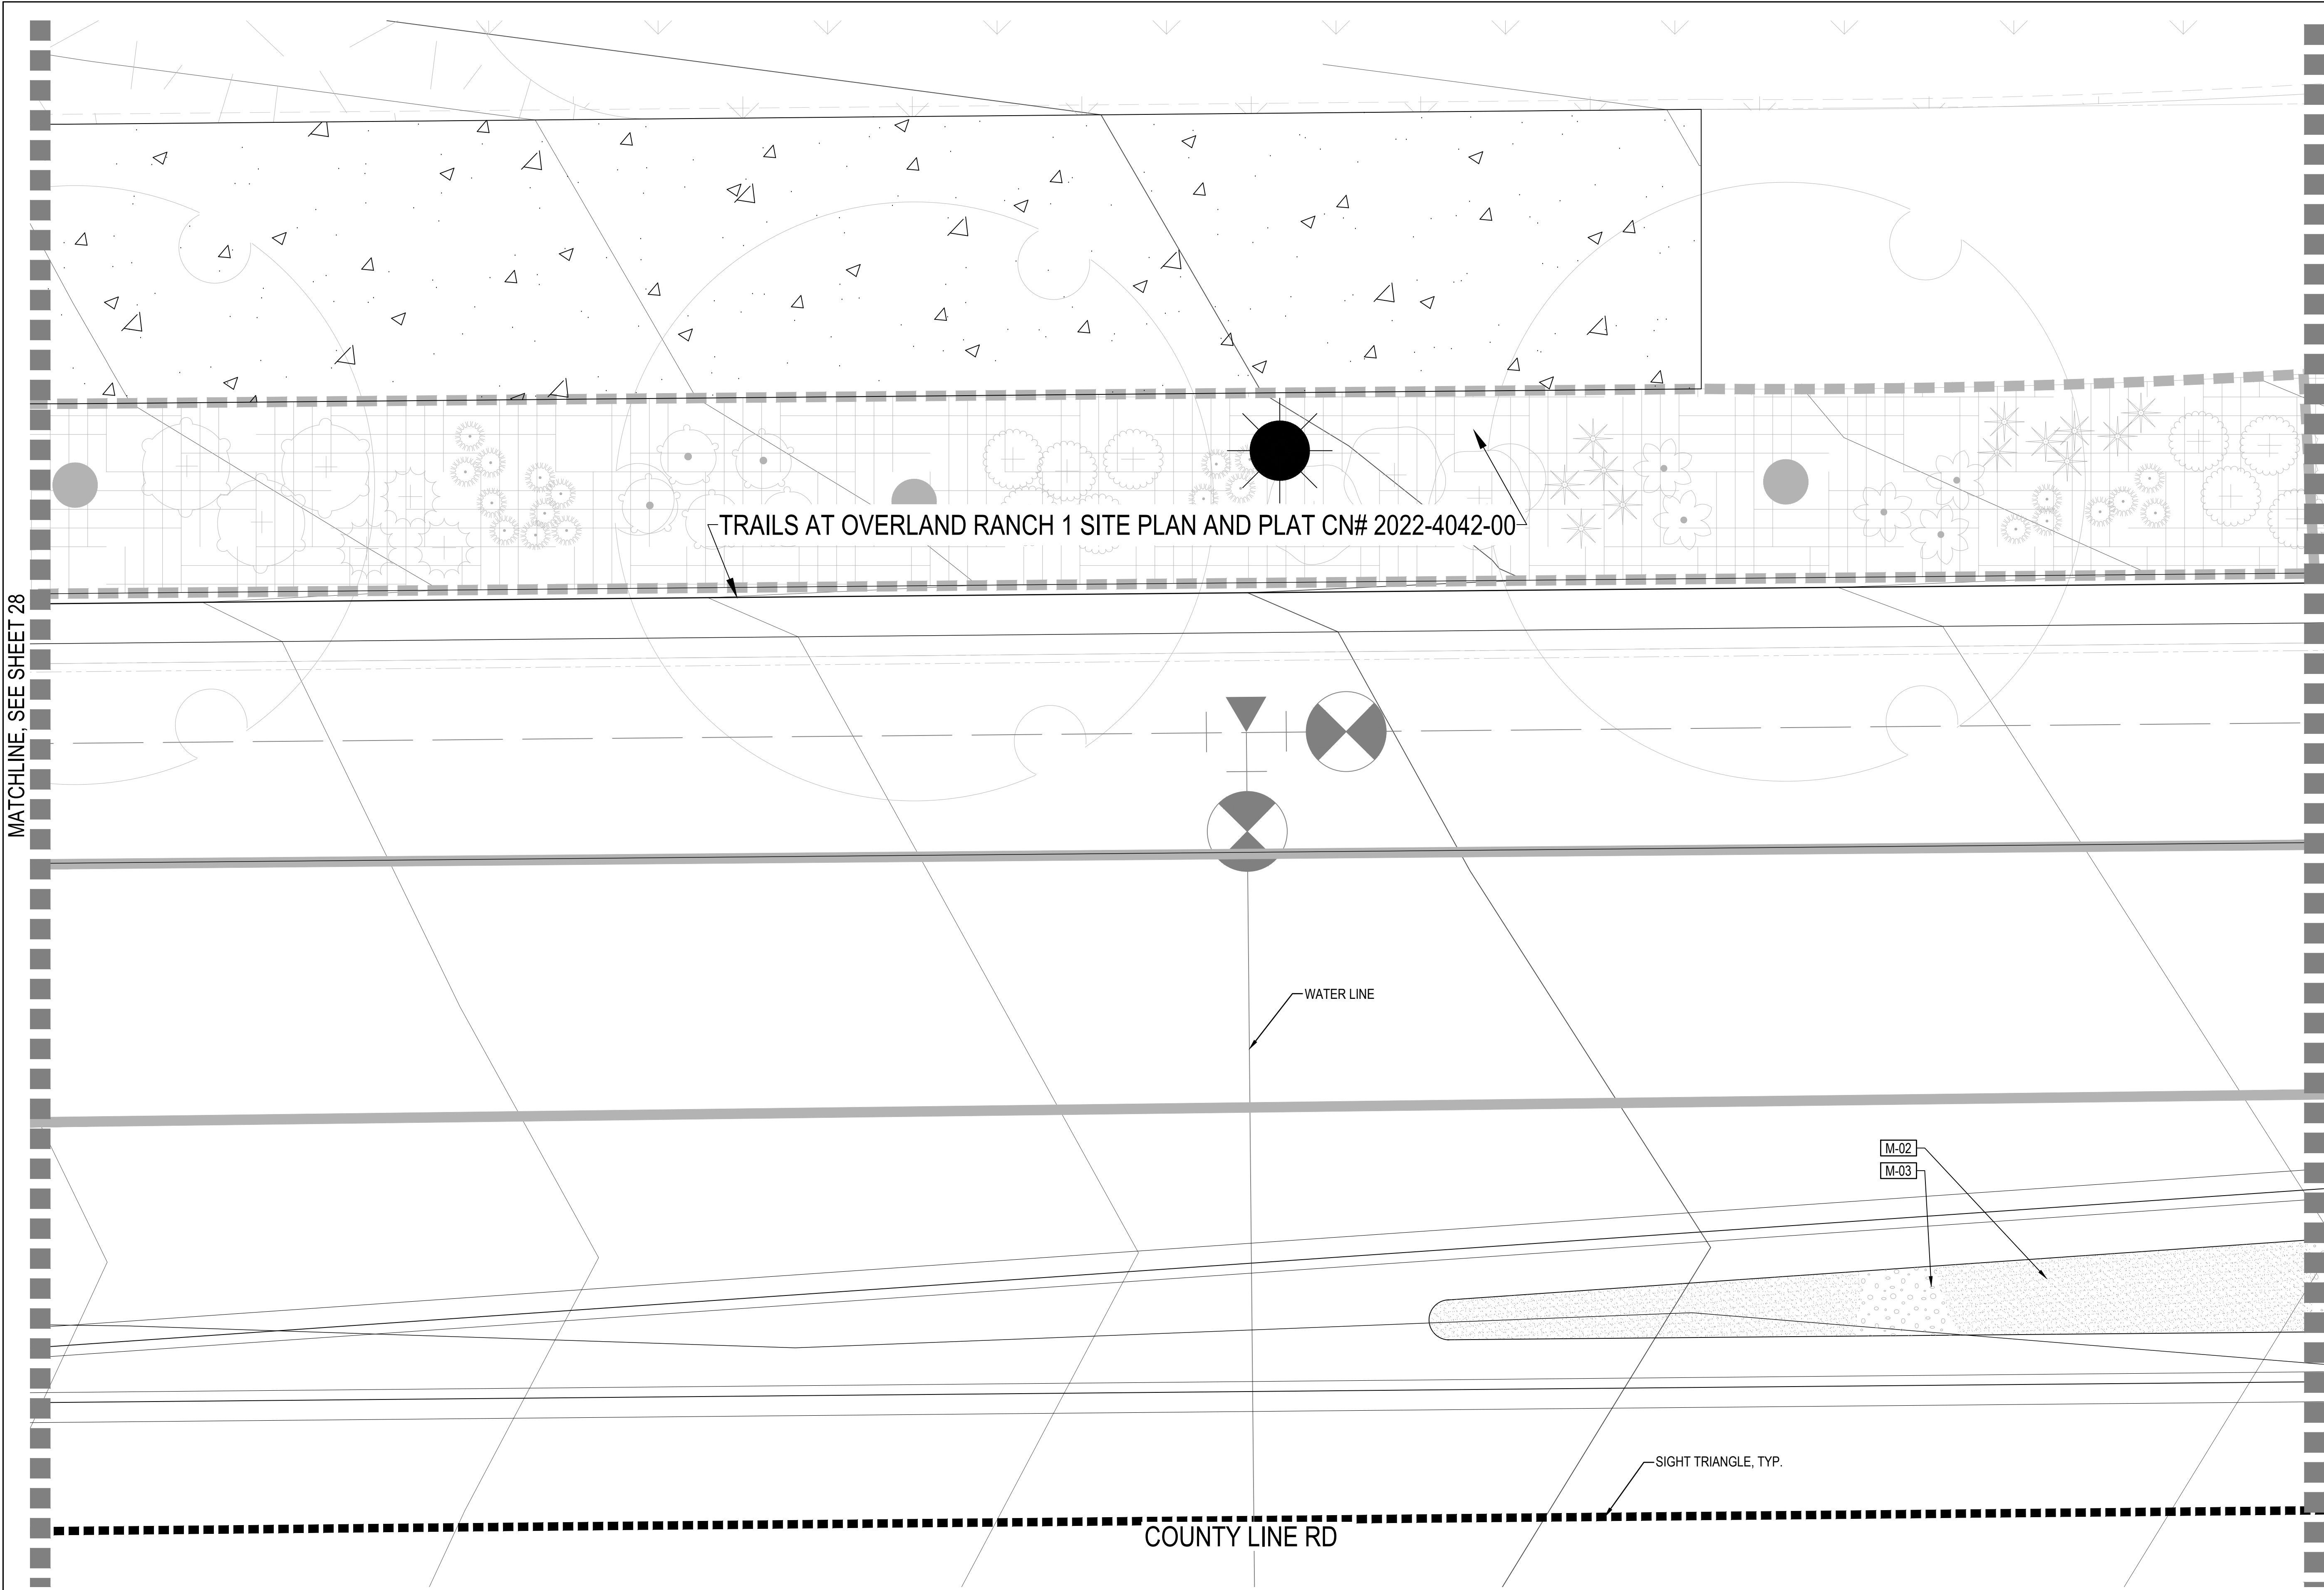 MATCHLINE, SEE SHEET 28
TRAILS AT OVERLAND RANCH 1 SITE PLAN AND PLAT CN# 2022-4042-00
WATER LINE
M-02
M-03
SIGHT TRIANGLE, TYP.
COUNTY LINE RD